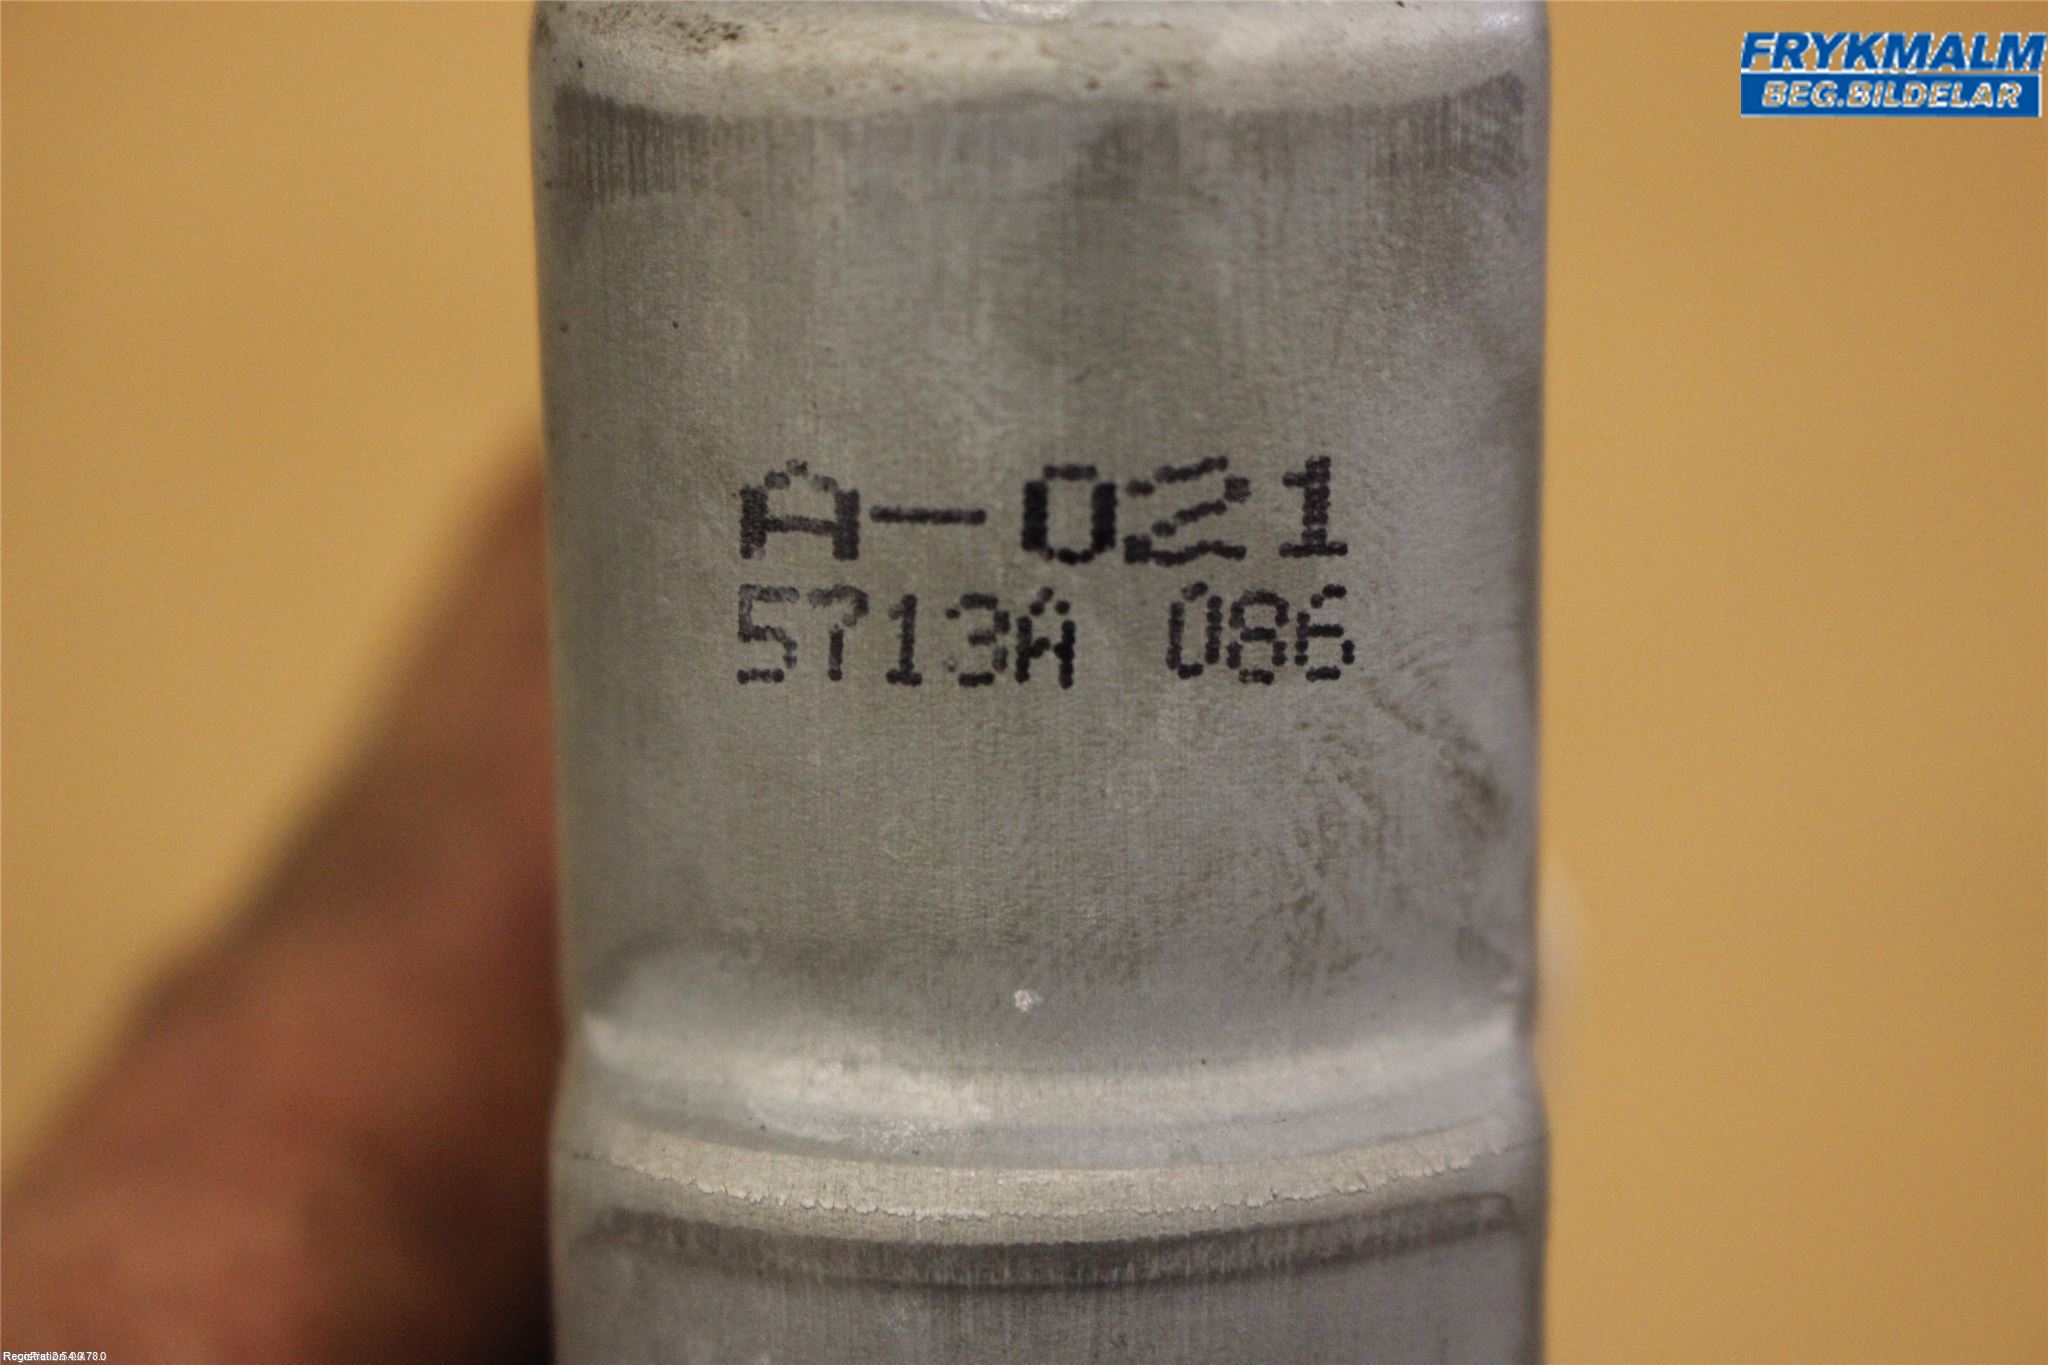 FRYKMALM
BEG.BILDELAR
A-021
5713A 086